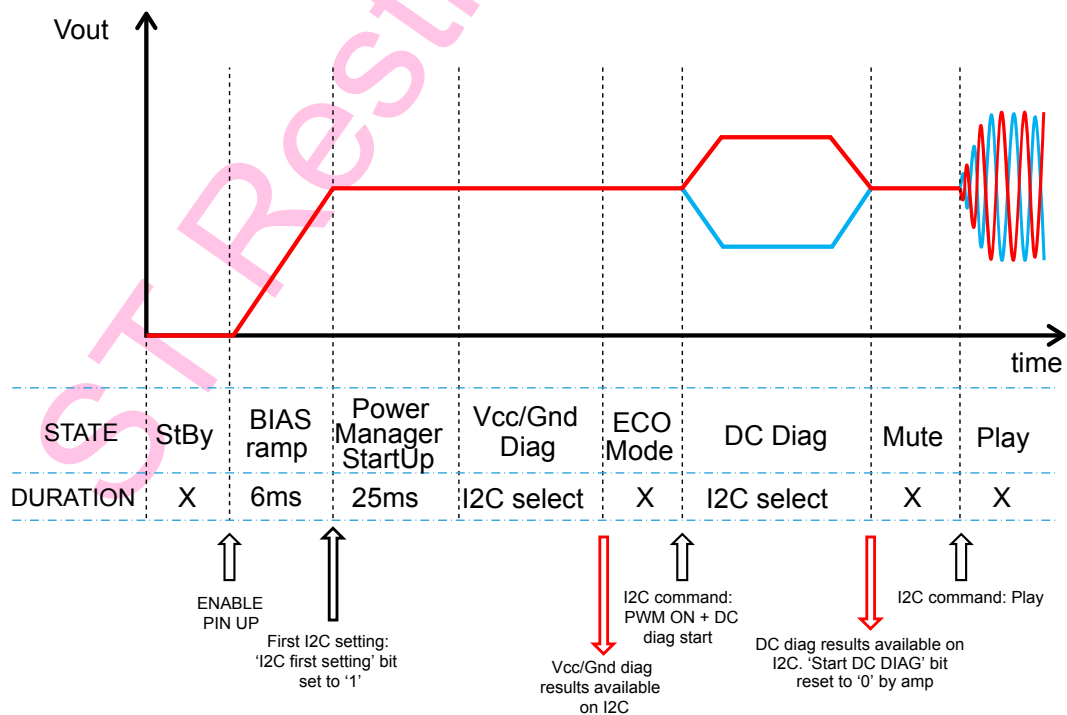 Vout
time
STATE
StBy
BIAS
ramp
Power
Manager
StartUp
Vcc/Gnd
Diag
ECO
Mode
DC Diag
Mute
Play
DURATION
X
6ms
25ms
I2C select
X
I2C select
X
X
ENABLE
PIN UP
First I2C setting:
‘I2C first setting’ bit
set to ‘1’
Vcc/Gnd diag
results available
on I2C
I2C command:
PWM ON + DC
diag start
DC diag results available on
I2C. ‘Start DC DIAG’ bit
reset to ‘0’ by amp
I2C command: Play